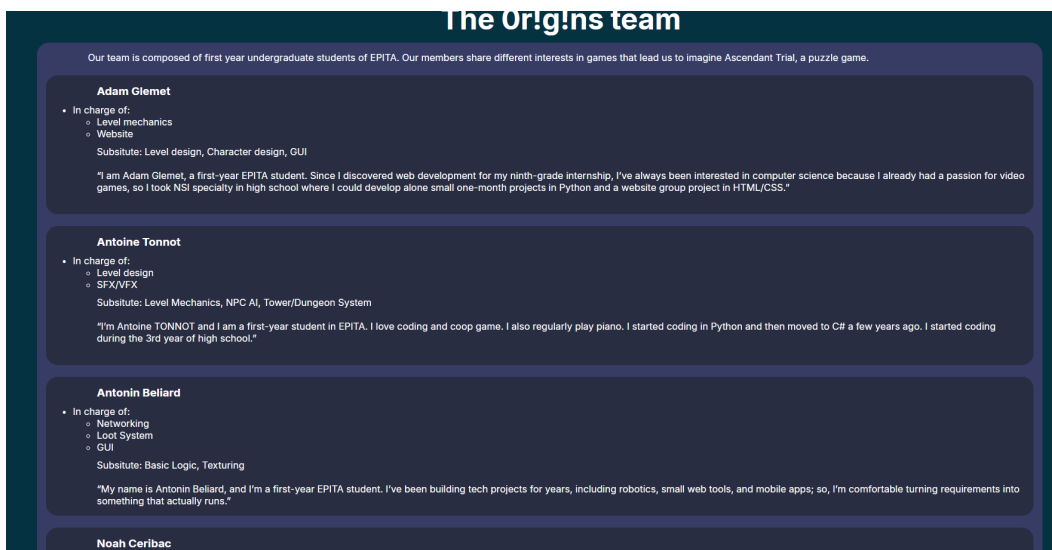 The 0r!g!ns team
Our team is composed of first year undergraduate students of EPITA. Our members share different interests in games that lead us to imagine Ascendant Trial, a puzzle game.
Adam Glemet
• In charge of:
◦ Level mechanics
◦ Website
Subsitute: Level design, Character design, GUI
“I am Adam Glemet, a first-year EPITA student. Since I discovered web development for my ninth-grade internship, I’ve always been interested in computer science because I already had a passion for video
games, so I took NSI specialty in high school where I could develop alone small one-month projects in Python and a website group project in HTML/CSS.”
Antoine Tonnot
• In charge of:
◦ Level design
◦ SFX/VFX
Subsitute: Level Mechanics, NPC AI, Tower/Dungeon System
“I’m Antoine TONNOT and I am a first-year student in EPITA. I love coding and coop game. I also regularly play piano. I started coding in Python and then moved to C# a few years ago. I started coding
during the 3rd year of high school.”
Antonin Beliard
• In charge of:
◦ Networking
◦ Loot System
◦ GUI
Subsitute: Basic Logic, Texturing
“My name is Antonin Beliard, and I’m a first-year EPITA student. I’ve been building tech projects for years, including robotics, small web tools, and mobile apps; so, I’m comfortable turning requirements into
something that actually runs.”
Noah Ceribac